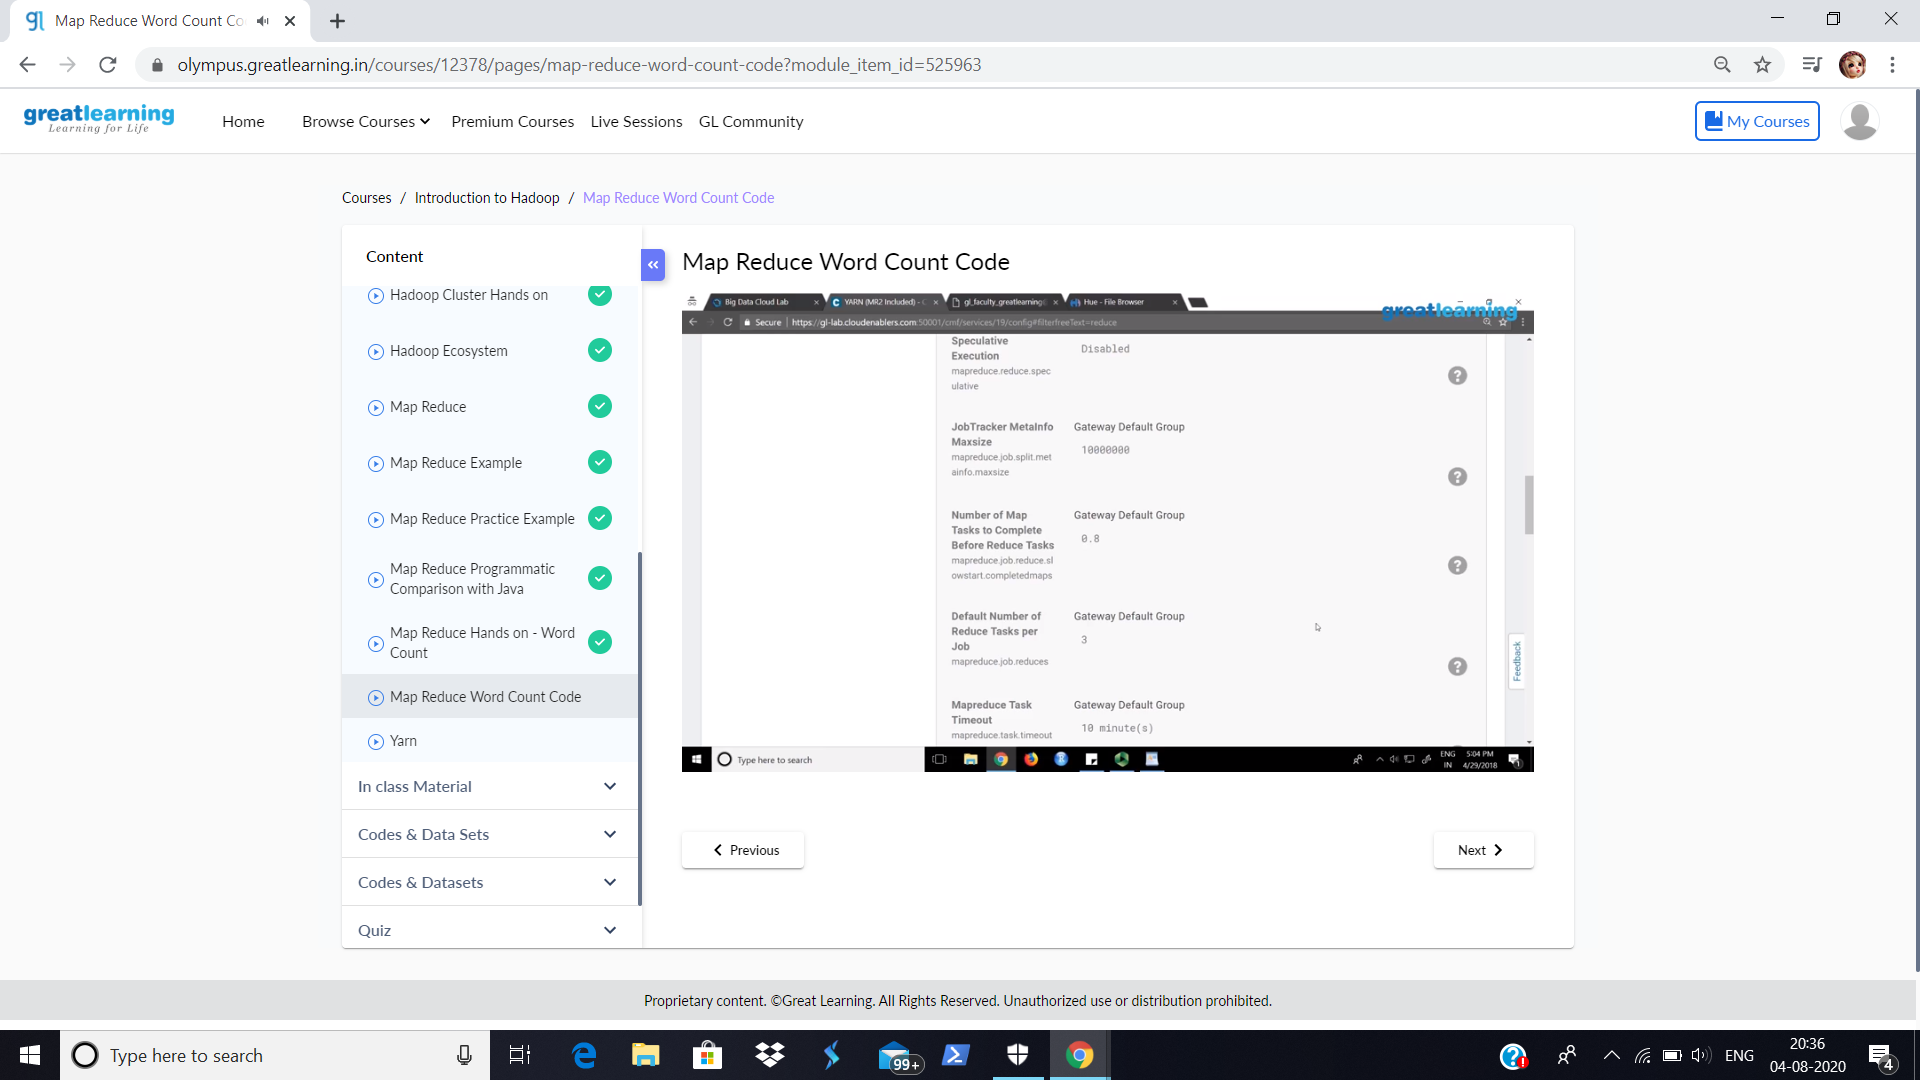 gl Map Reduce Word Count Co
olympus.greatlearning.in/courses/12378/pages/map-reduce-word-count-code?module_item_id=525963
greatlearning
Learning for Life
Home Browse Courses Premium Courses Live Sessions GL Community
My Courses
Courses / Introduction to Hadoop / Map Reduce Word Count Code
Content
Hadoop Cluster Hands on
Hadoop Ecosystem
Map Reduce
Map Reduce Example
Map Reduce Practice Example
Map Reduce Programmatic
Comparison with Java
Map Reduce Hands on - Word
Count
Map Reduce Word Count Code
Yarn
In class Material
Codes & Data Sets
Codes & Datasets
Quiz
«
Map Reduce Word Count Code
Big Data Cloud Lab YARN (MR2 Included) - C gl_faculty_greatlearning Hue - File Browser
greatlearning
Secure https://gl-lab.cloudenablers.com:50001/cmf/services/19/config#filterfreeText=reduce
Speculative
Execution
mapreduce.reduce.spec
ulative
Disabled
?
JobTracker MetaInfo
Maxsize
mapreduce.job.split.met
ainfo.maxsize
Gateway Default Group
10000000
?
Number of Map
Tasks to Complete
Before Reduce Tasks
mapreduce.job.reduce.sl
owstart.completedmaps
Gateway Default Group
0.8
?
Default Number of
Reduce Tasks per
Job
mapreduce.job.reduces
Gateway Default Group
3
?
Feedback
Mapreduce Task
Timeout
mapreduce.task.timeout
Gateway Default Group
10 minute(s)
Type here to search
ENG
IN
5:04 PM
4/29/2018
Previous
Next
Proprietary content. ©Great Learning. All Rights Reserved. Unauthorized use or distribution prohibited.
Type here to search
99+
ENG
20:36
04-08-2020
4